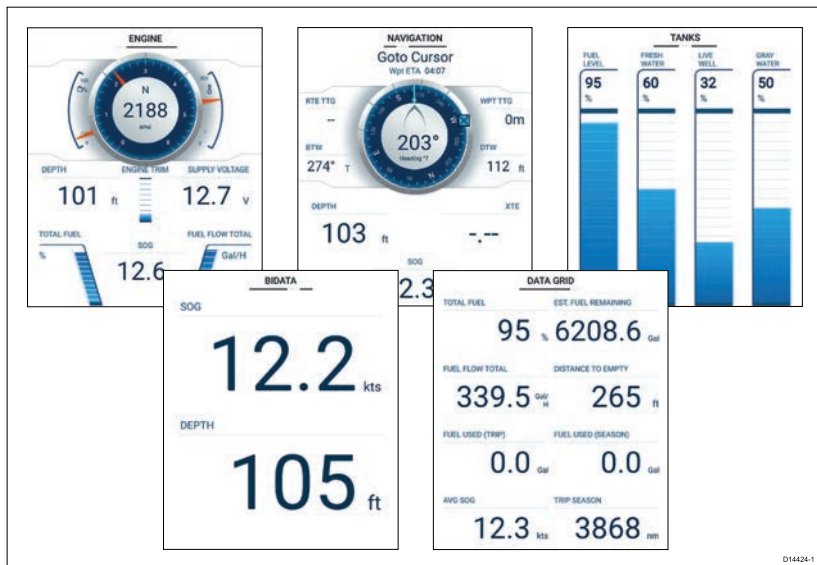 ENGINE
N
2188
RPM
DEPTH
ENGINE TRIM
SUPPLY VOLTAGE
101 ft
12.7 V
TOTAL FUEL
SOG
FUEL FLOW TOTAL
%
12.6
Gal/H
NAVIGATION
Goto Cursor
Wpt ETA 04:07
RTE TTG
WPT TTG
--
0m
203°
Heading °T
BTW
DTW
274° T
112 ft
DEPTH
XTE
103 ft
-.--
SOG
2.3
TANKS
FUEL LEVEL
FRESH WATER
LIVE WELL
GRAY WATER
95 %
60 %
32 %
50 %
BIDATA
SOG
12.2 kts
DEPTH
105 ft
DATA GRID
TOTAL FUEL
EST. FUEL REMAINING
95 %
6208.6 Gal
FUEL FLOW TOTAL
DISTANCE TO EMPTY
339.5 Gal/H
265 ft
FUEL USED (TRIP)
FUEL USED (SEASON)
0.0 Gal
0.0 Gal
AVG SOG
TRIP SEASON
12.3 kts
3868 nm
D14424-1